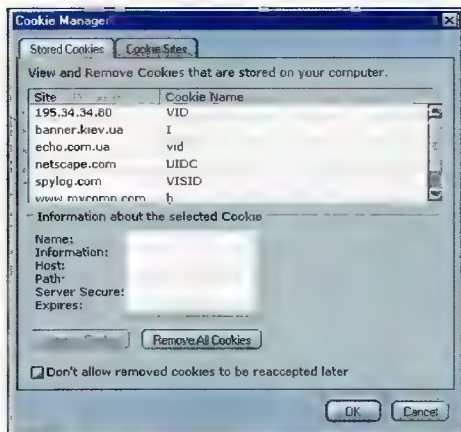 Cookie Manager
Stored Cookies Cookie Sites
View and Remove Cookies that are stored on your computer.
Site Cookie Name
195.34.34.80 VID
banner.kiev.ua I
echo.com.ua vid
netscape.com UIDC
spylog.com VISID
www.mycomp.com b
Information about the selected Cookie
Name:
Information:
Host:
Path:
Server Secure:
Expires:
Remove All Cookies
Don't allow removed cookies to be reaccepted later
OK Cancel